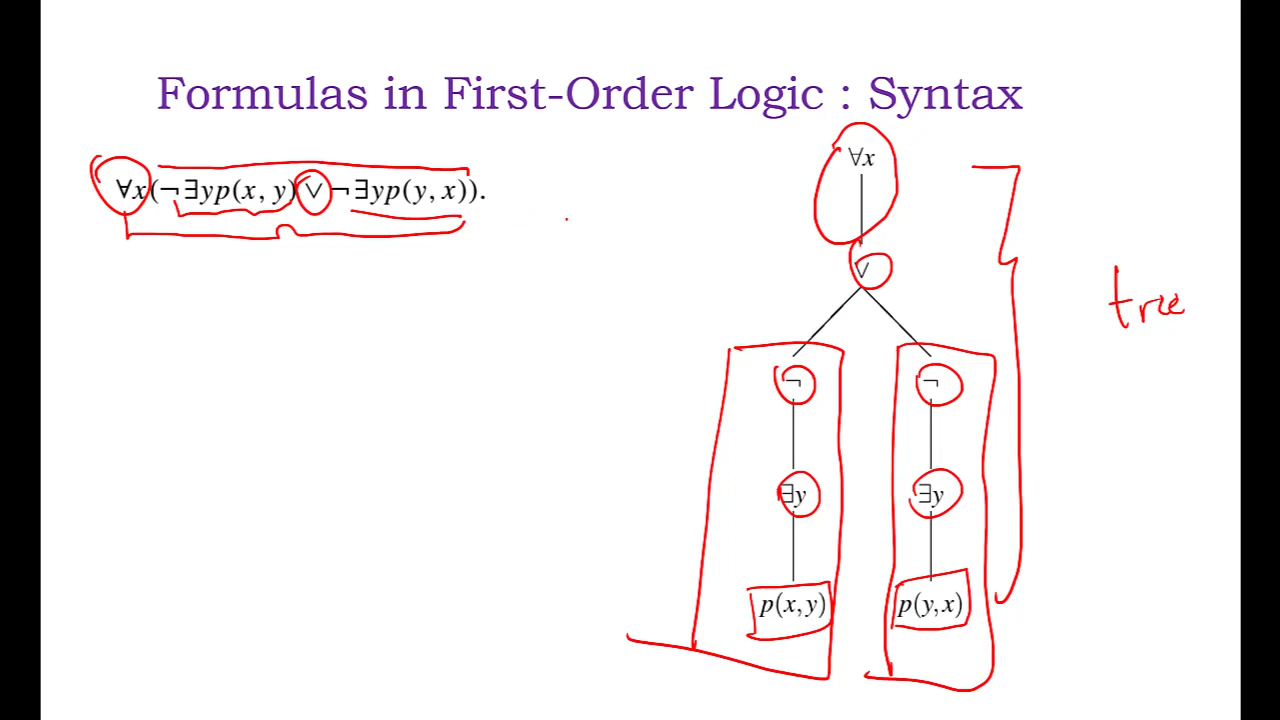 Formulas in First-Order Logic : Syntax
∀x(¬∃yp(x, y) ∨ ¬∃yp(y, x)).
∀x
∨
tree
¬ ¬
∃y ∃y
p(x,y) p(y,x)